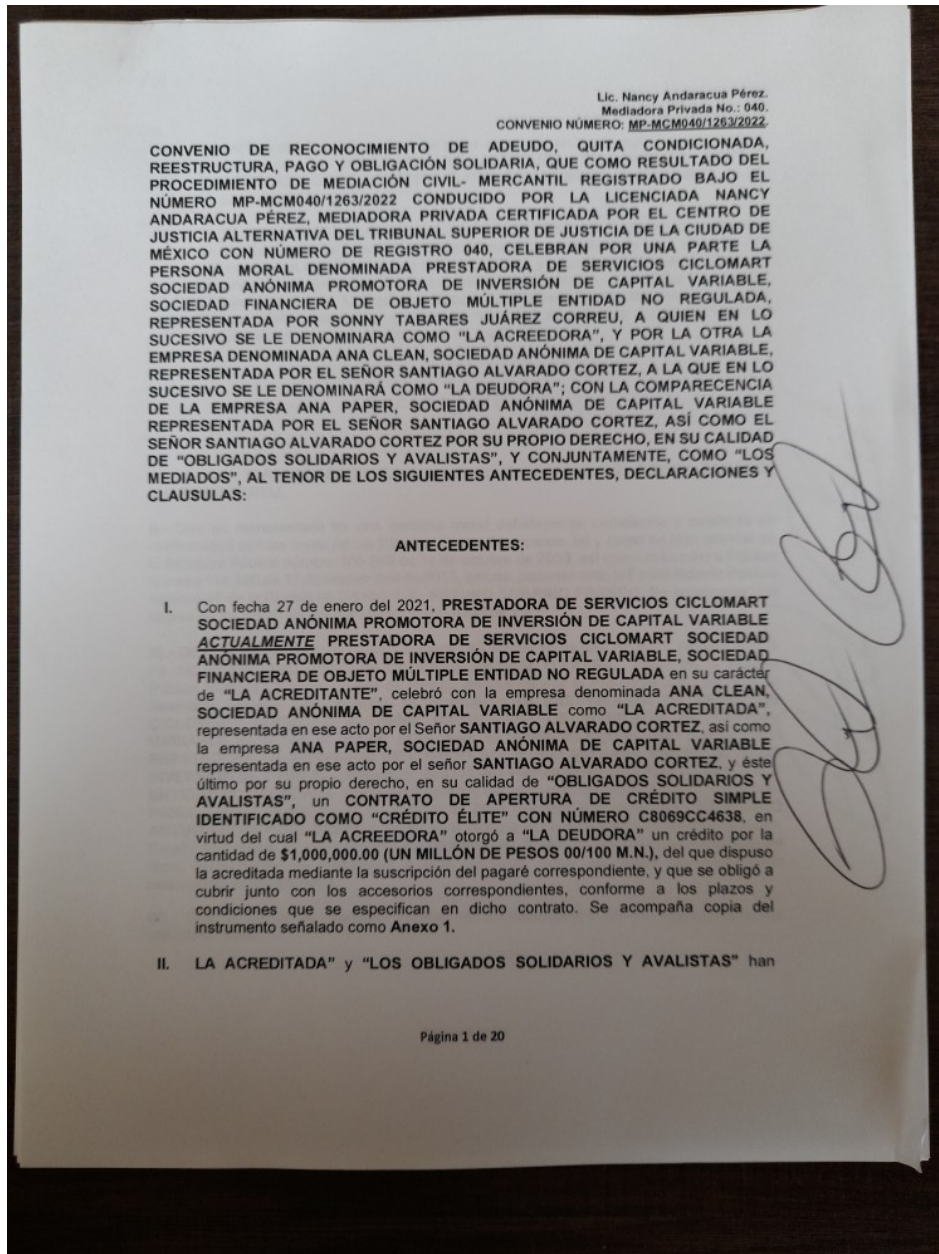 Lic. Nancy Andaracua Pérez.
Mediadora Privada No.: 040.
CONVENIO NÚMERO: MP-MCM040/1263/2022.
CONVENIO DE RECONOCIMIENTO DE ADEUDO, QUITA CONDICIONADA,
REESTRUCTURA, PAGO Y OBLIGACIÓN SOLIDARIA, QUE COMO RESULTADO DEL
PROCEDIMIENTO DE MEDIACIÓN CIVIL- MERCANTIL REGISTRADO BAJO EL
NÚMERO MP-MCM040/1263/2022 CONDUCIDO POR LA LICENCIADA NANCY
ANDARACUA PÉREZ, MEDIADORA PRIVADA CERTIFICADA POR EL CENTRO DE
JUSTICIA ALTERNATIVA DEL TRIBUNAL SUPERIOR DE JUSTICIA DE LA CIUDAD DE
MÉXICO CON NÚMERO DE REGISTRO 040, CELEBRAN POR UNA PARTE LA
PERSONA MORAL DENOMINADA PRESTADORA DE SERVICIOS CICLOMART
SOCIEDAD ANÓNIMA PROMOTORA DE INVERSIÓN DE CAPITAL VARIABLE,
SOCIEDAD FINANCIERA DE OBJETO MÚLTIPLE ENTIDAD NO REGULADA,
REPRESENTADA POR SONNY TABARES JUÁREZ CORREU, A QUIEN EN LO
SUCESIVO SE LE DENOMINARA COMO "LA ACREEDORA", Y POR LA OTRA LA
EMPRESA DENOMINADA ANA CLEAN, SOCIEDAD ANÓNIMA DE CAPITAL VARIABLE,
REPRESENTADA POR EL SEÑOR SANTIAGO ALVARADO CORTEZ, A LA QUE EN LO
SUCESIVO SE LE DENOMINARÁ COMO "LA DEUDORA"; CON LA COMPARECENCIA
DE LA EMPRESA ANA PAPER, SOCIEDAD ANÓNIMA DE CAPITAL VARIABLE
REPRESENTADA POR EL SEÑOR SANTIAGO ALVARADO CORTEZ, ASÍ COMO EL
SEÑOR SANTIAGO ALVARADO CORTEZ POR SU PROPIO DERECHO, EN SU CALIDAD
DE "OBLIGADOS SOLIDARIOS Y AVALISTAS", Y CONJUNTAMENTE, COMO "LOS
MEDIADOS", AL TENOR DE LOS SIGUIENTES ANTECEDENTES, DECLARACIONES Y
CLAUSULAS:
ANTECEDENTES:
I. Con fecha 27 de enero del 2021, PRESTADORA DE SERVICIOS CICLOMART
SOCIEDAD ANÓNIMA PROMOTORA DE INVERSIÓN DE CAPITAL VARIABLE
ACTUALMENTE PRESTADORA DE SERVICIOS CICLOMART SOCIEDAD
ANÓNIMA PROMOTORA DE INVERSIÓN DE CAPITAL VARIABLE, SOCIEDAD
FINANCIERA DE OBJETO MÚLTIPLE ENTIDAD NO REGULADA en su carácter
de "LA ACREDITANTE", celebró con la empresa denominada ANA CLEAN,
SOCIEDAD ANÓNIMA DE CAPITAL VARIABLE como "LA ACREDITADA",
representada en ese acto por el Señor SANTIAGO ALVARADO CORTEZ, asi como
la empresa ANA PAPER, SOCIEDAD ANÓNIMA DE CAPITAL VARIABLE
representada en ese acto por el señor SANTIAGO ALVARADO CORTEZ, y éste
último por su propio derecho, en su calidad de "OBLIGADOS SOLIDARIOS Y
AVALISTAS", un CONTRATO DE APERTURA DE CRÉDITO SIMPLE
IDENTIFICADO COMO "CRÉDITO ÉLITE" CON NÚMERO C8069CC4638, en
virtud del cual "LA ACREEDORA" otorgó a "LA DEUDORA" un crédito por la
cantidad de $1,000,000.00 (UN MILLÓN DE PESOS 00/100 M.N.), del que dispuso
la acreditada mediante la suscripción del pagaré correspondiente, y que se obligó a
cubrir junto con los accesorios correspondientes, conforme a los plazos y
condiciones que se especifican en dicho contrato. Se acompaña copia del
instrumento señalado como Anexo 1.
II. LA ACREDITADA" y "LOS OBLIGADOS SOLIDARIOS Y AVALISTAS" han
Página 1 de 20